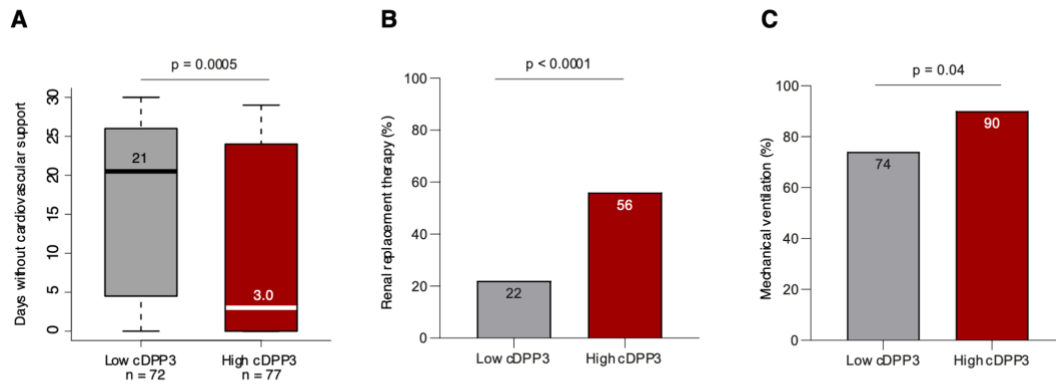 A
p = 0.0005
Days without cardiovascular support
30
25
20
15
10
5
0
21
3.0
Low cDPP3
n = 72
High cDPP3
n = 77
B
p < 0.0001
Renal replacement therapy (%)
100
80
60
40
20
0
22
56
Low cDPP3
High cDPP3
C
p = 0.04
Mechanical ventilation (%)
100
80
60
40
20
0
74
90
Low cDPP3
High cDPP3